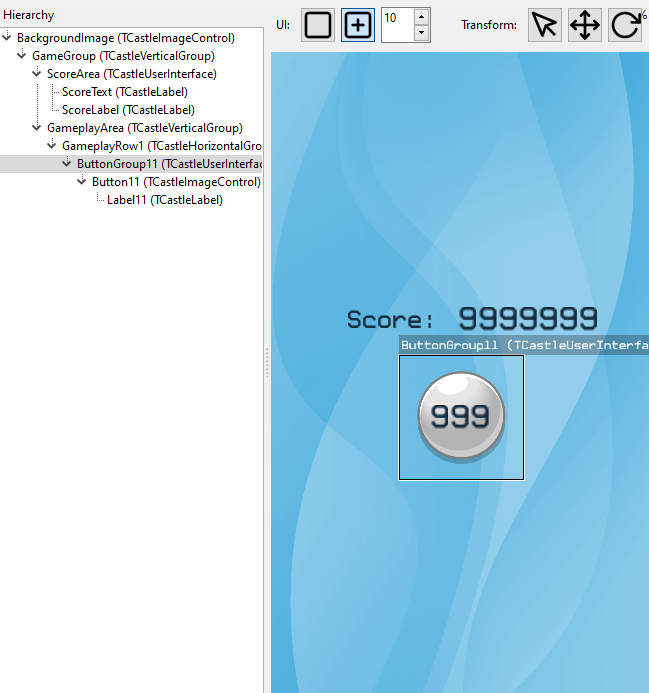 Hierarchy
UI:
10
Transform:
%
BackgroundImage (TCastleImageControl)
GameGroup (TCastleVerticalGroup)
ScoreArea (TCastleUserInterface)
ScoreText (TCastleLabel)
ScoreLabel (TCastleLabel)
GameplayArea (TCastleVerticalGroup)
GameplayRow1 (TCastleHorizontalGro
ButtonGroup11 (TCastleUserInterfac
Button11 (TCastleImageControl)
Label11 (TCastleLabel)
Score: 9999999
ButtonGroup11 (TCastleUserInterfa
999